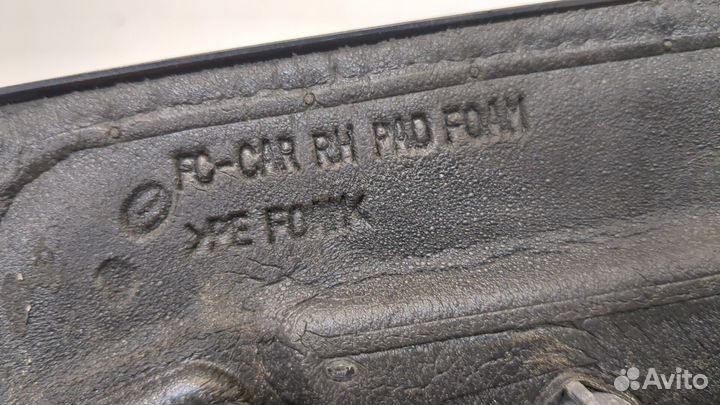 FC-CAR RH PAD FOAM
>PE FOAM<
Avito